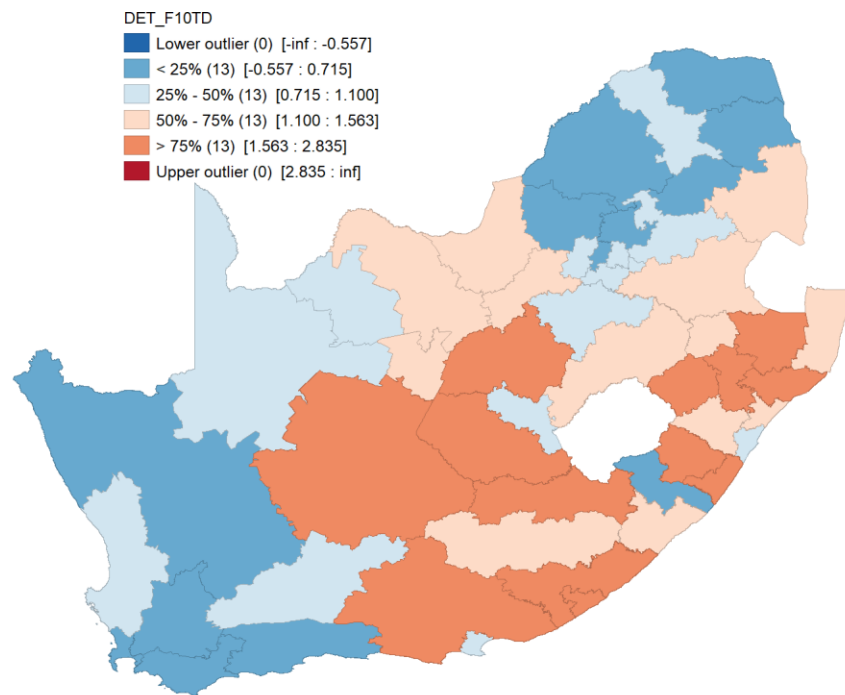 DET_F10TD
Lower outlier (0) [-inf : -0.557]
< 25% (13) [-0.557 : 0.715]
25% - 50% (13) [0.715 : 1.100]
50% - 75% (13) [1.100 : 1.563]
> 75% (13) [1.563 : 2.835]
Upper outlier (0) [2.835 : inf]